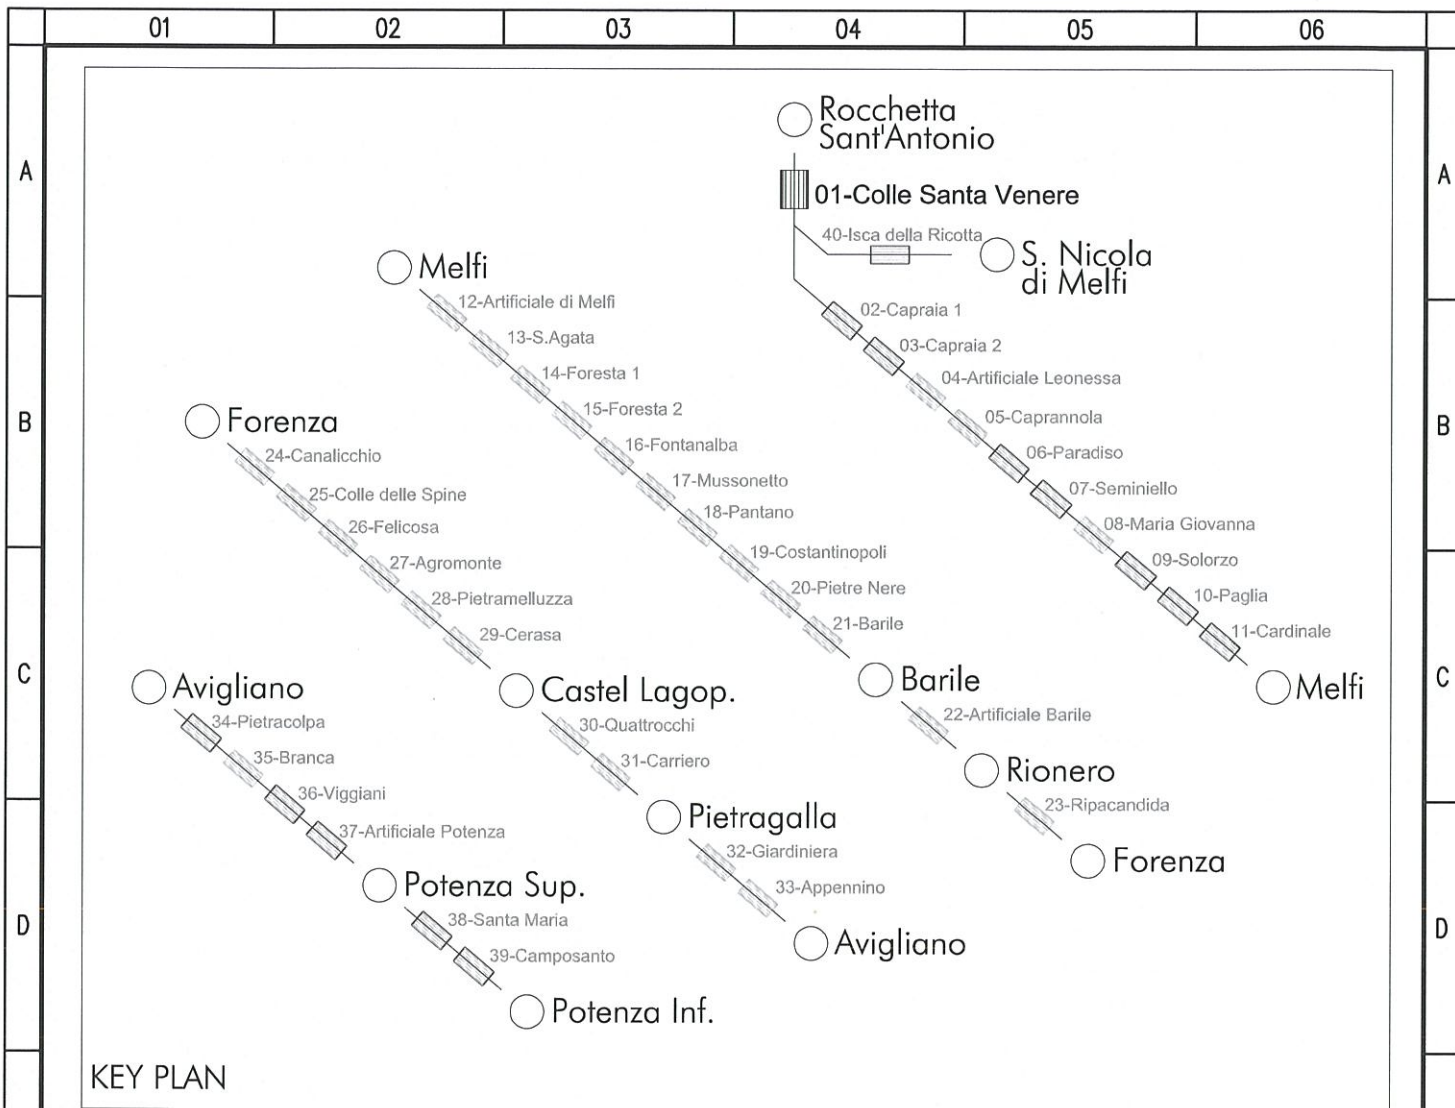 01 02 03 04 05 06
Rocchetta
Sant'Antonio
A A
01-Colle Santa Venere
40-Isca della Ricotta
S. Nicola
di Melfi
Melfi
12-Artificiale di Melfi
02-Capraia 1
13-S.Agata
03-Capraia 2
14-Foresta 1
04-Artificiale Leonessa
15-Foresta 2
05-Caprannola
B B
Forenza
16-Fontanalba
06-Paradiso
24-Canalicchio
17-Mussonetto
07-Seminiello
25-Colle delle Spine
18-Pantano
08-Maria Giovanna
26-Felicosa
19-Costantinopoli
09-Solorzo
27-Agromonte
20-Pietre Nere
10-Paglia
28-Pietramelluzza
21-Barile
11-Cardinale
29-Cerasa
C C
Avigliano
Castel Lagop.
Barile
Melfi
34-Pietracolpa
30-Quattrocchi
22-Artificiale Barile
35-Branca
31-Carriero
Rionero
36-Viggiani
23-Ripacandida
Pietragalla
37-Artificiale Potenza
32-Giardiniera
Forenza
Potenza Sup.
33-Appennino
D D
38-Santa Maria
Avigliano
39-Camposanto
Potenza Inf.
KEY PLAN